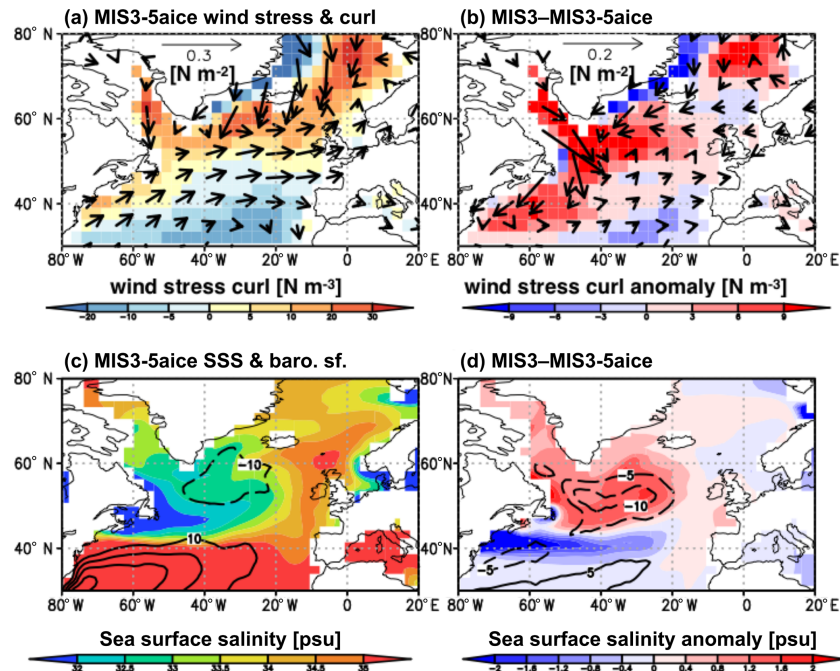 (a) MIS3-5aice wind stress & curl
(b) MIS3–MIS3-5aice
80° N
60° N
40° N
0.3
[N m-2]
80° W
60° W
40° W
20° W
0
20° E
80° N
60° N
40° N
0.2
[N m-2]
80° W
60° W
40° W
20° W
0
20° E
wind stress curl [N m-3]
-20 -10 -5 0 5 10 20 30
wind stress curl anomaly [N m-3]
-9 -6 -3 0 3 6 9
(c) MIS3-5aice SSS & baro. sf.
(d) MIS3–MIS3-5aice
80° N
60° N
40° N
-10
10
80° W
60° W
40° W
20° W
0
20° E
80° N
60° N
40° N
-5
-10
-5
5
80° W
60° W
40° W
20° W
0
20° E
Sea surface salinity [psu]
32 32.5 33 33.5 34 34.5 35
Sea surface salinity anomaly [psu]
-2 -1.6 -1.2 -0.8 -0.4 0 0.4 0.8 1.2 1.6 2